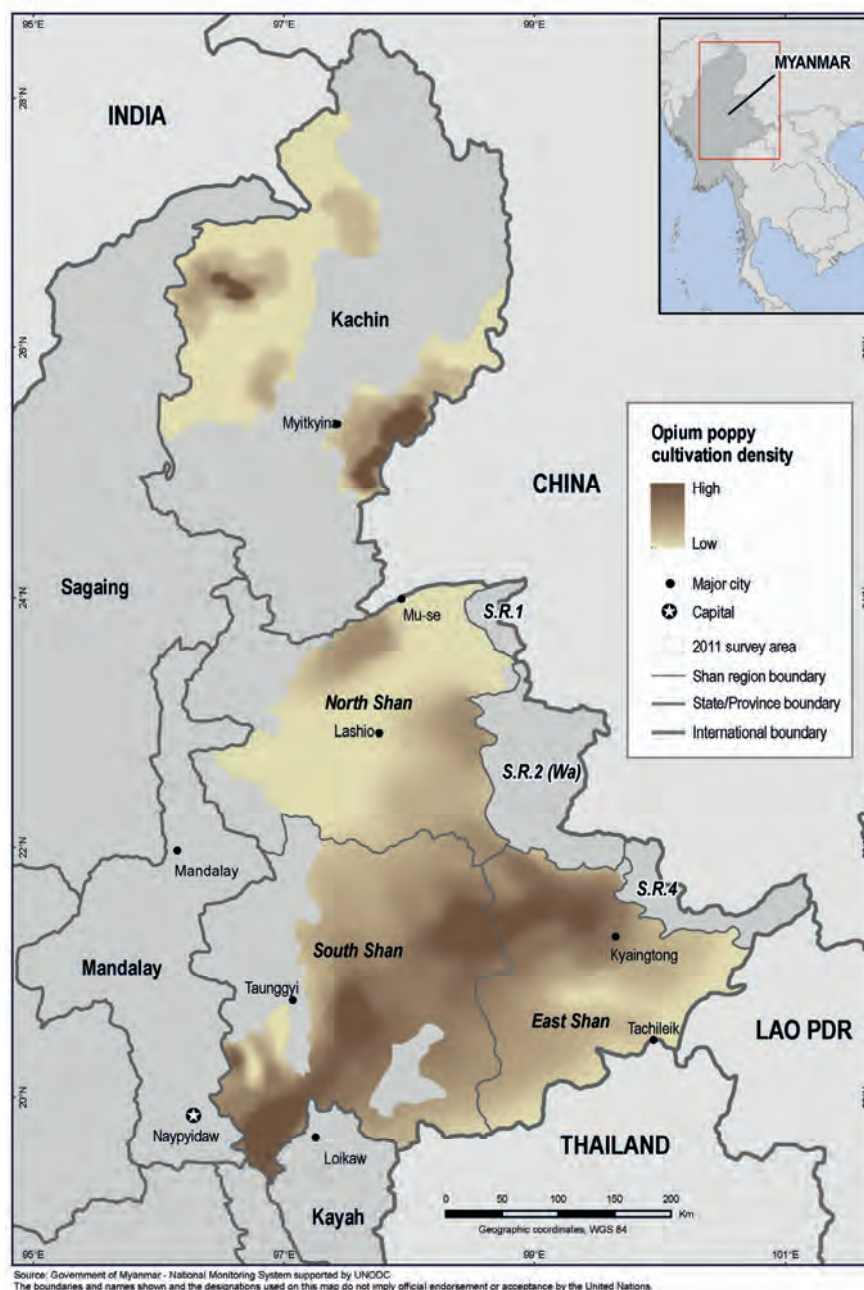 95°E
97°E
99°E
101°E
28°N
INDIA
MYANMAR
Kachin
26°N
Myitkyina
Opium poppy
cultivation density
High
Low
Major city
Capital
2011 survey area
Shan region boundary
State/Province boundary
International boundary
CHINA
Sagaing
24°N
Mu-se
S.R.1
North Shan
Lashio
S.R.2 (Wa)
22°N
Mandalay
S.R.4
South Shan
Kyaingtong
Mandalay
Taunggyi
East Shan
Tachileik
LAO PDR
20°N
Naypyidaw
Loikaw
THAILAND
Kayah
0 50 100 150 200
Km
Geographic coordinates, WGS 84
95°E
97°E
99°E
101°E
Source: Government of Myanmar - National Monitoring System supported by UNODC
The boundaries and names shown and the designations used on this map do not imply official endorsement or acceptance by the United Nations.